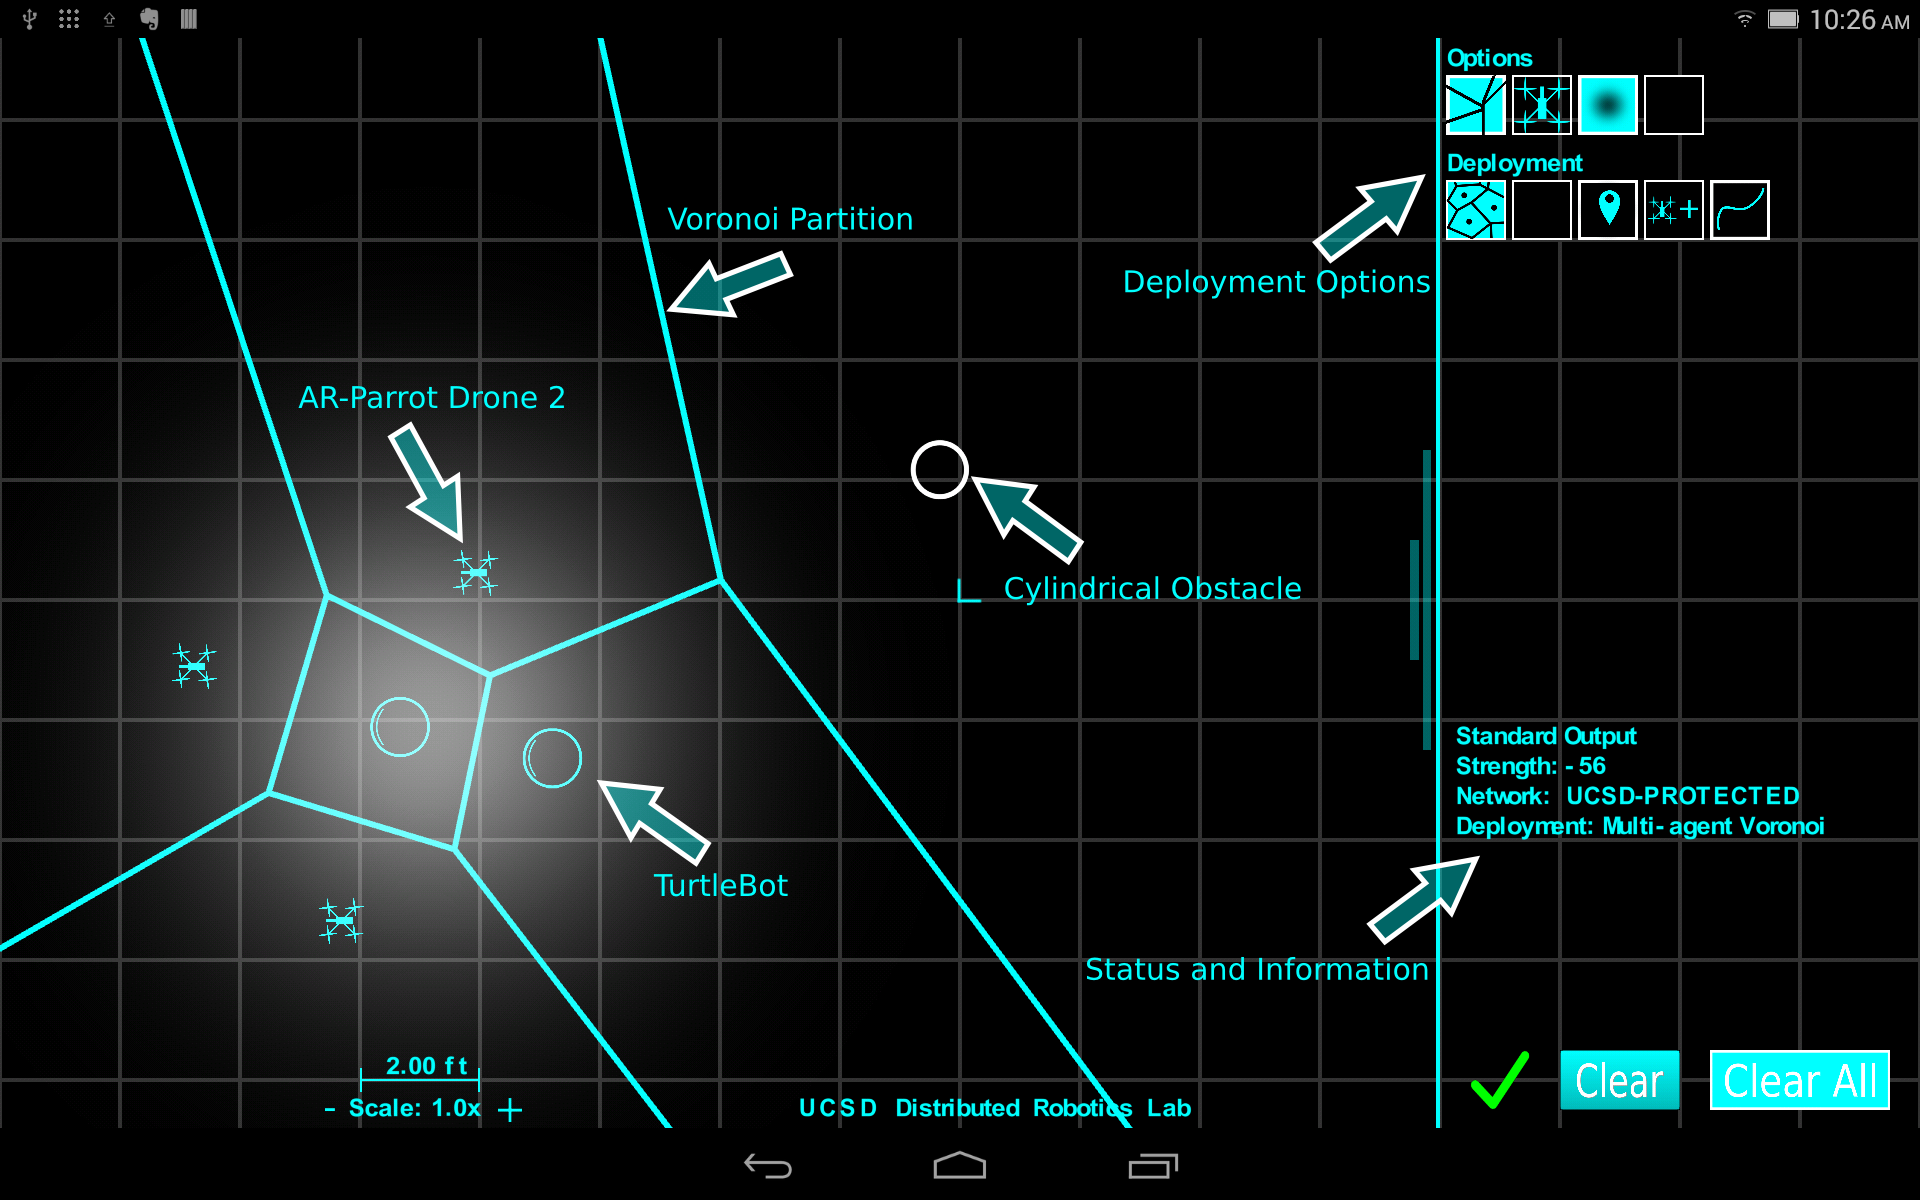 10:26 AM
Options
Deployment
Voronoi Partition
Deployment Options
AR-Parrot Drone 2
Cylindrical Obstacle
Standard Output
Strength: - 56
Network: UCSD-PROTECTED
Deployment: Multi- agent Voronoi
TurtleBot
Status and Information
2.00 ft
- Scale: 1.0x +
UCSD Distributed Robotics Lab
Clear
Clear All